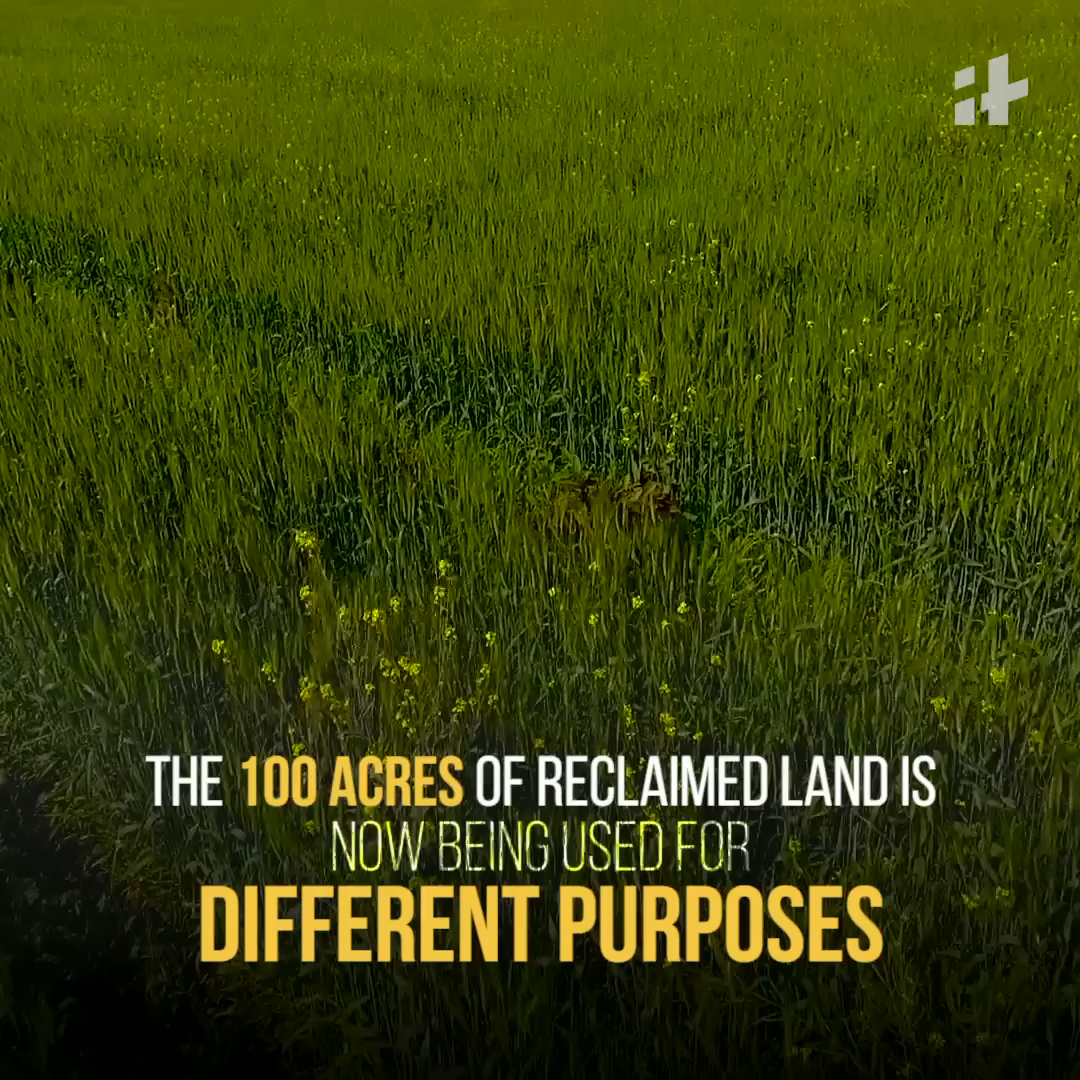 THE 100 ACRES OF RECLAIMED LAND IS
NOW BEING USED FOR
DIFFERENT PURPOSES